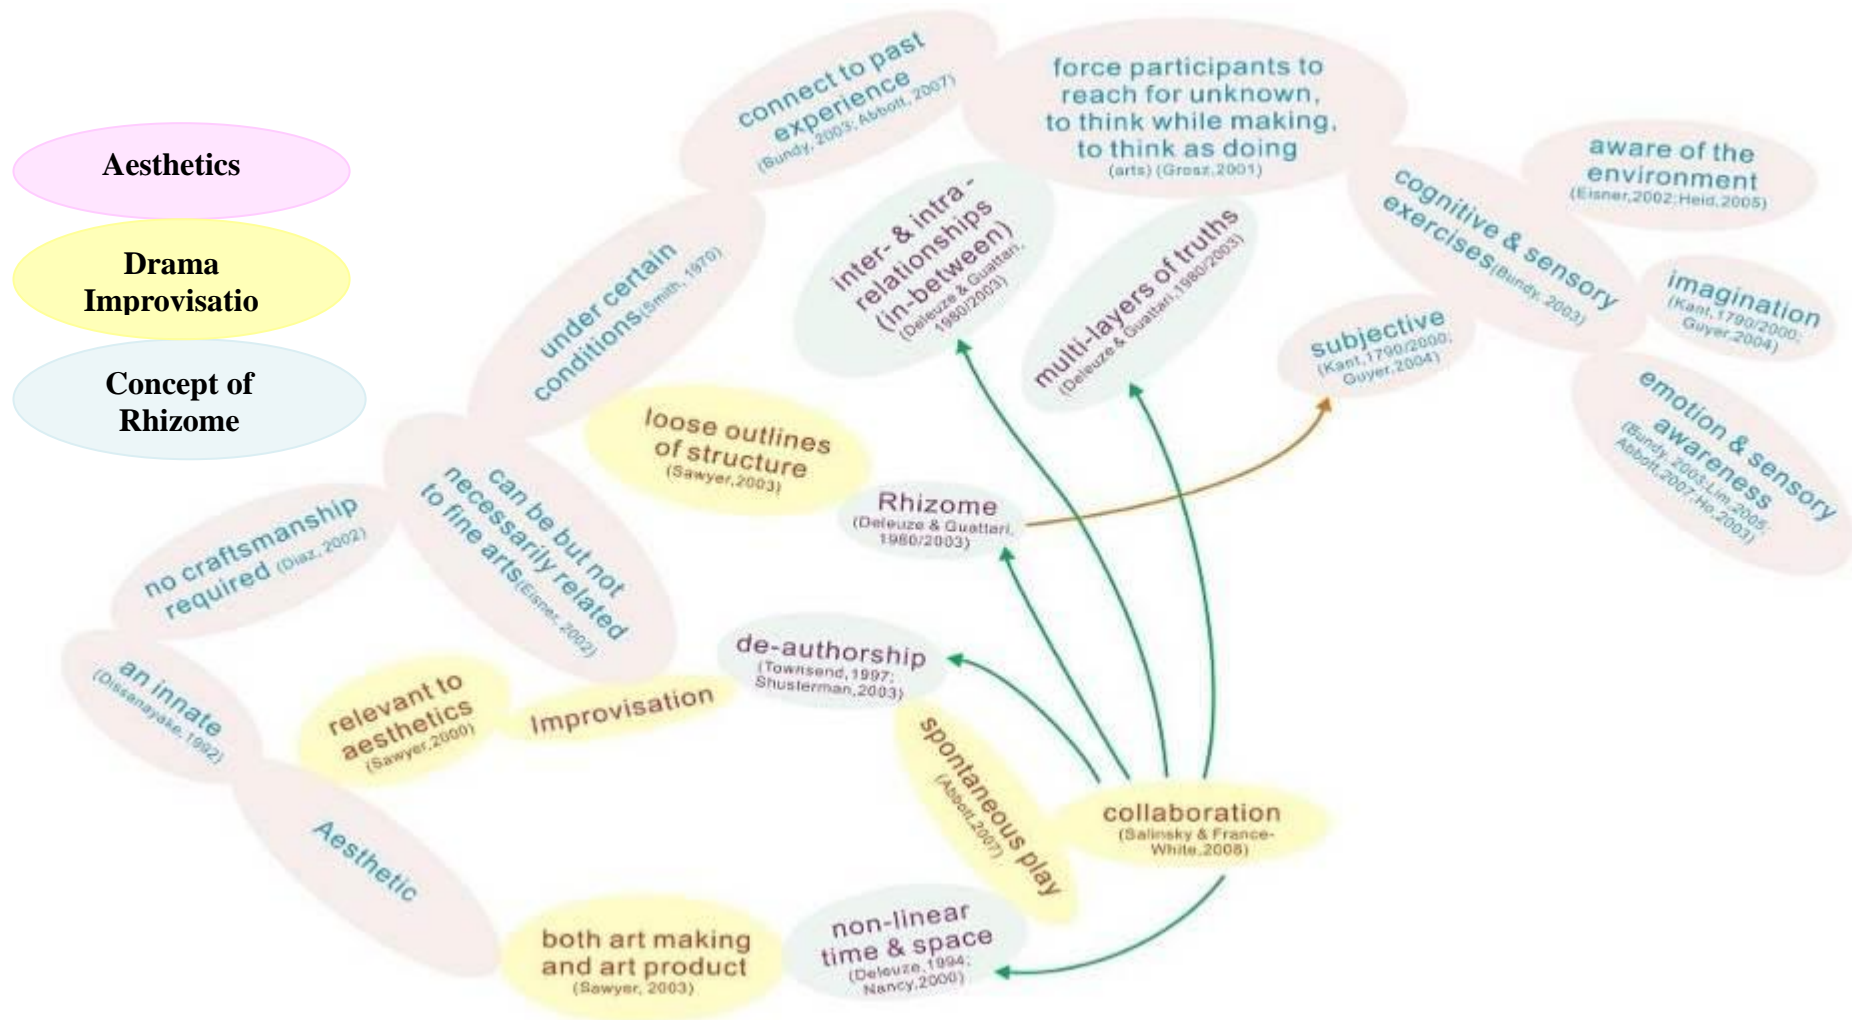 Aesthetics
Drama
Improvisatio
Concept of
Rhizome
connect to past
experience
(Bundy, 2003; Abbott, 2007)
force participants to
reach for unknown,
to think while making,
to think as doing
(arts) (Grosz,2001)
aware of the
environment
(Eisner,2002;Heid,2005)
cognitive & sensory
exercises(Bundy, 2003)
imagination
(Kant,1790/2000;
Guyer,2004)
emotion & sensory
awareness
(Bundy, 2003;Lim,2005;
Abbott,2007;Ho,2003)
subjective
(Kant,1790/2000;
Guyer,2004)
inter- & intra-
relationships
(in-between)
(Deleuze & Guattari,
1980/2003)
multi-layers of truths
(Deleuze & Guattari,1980/2003)
under certain
conditions(Smith, 1970)
loose outlines
of structure
(Sawyer,2003)
Rhizome
(Deleuze & Guattari,
1980/2003)
can be but not
necessarily related
to fine arts(Eisner, 2002)
no craftsmanship
required (Diaz, 2002)
an innate
(Dissanayake,1992)
Aesthetic
relevant to
aesthetics
(Sawyer,2000)
Improvisation
de-authorship
(Townsend,1997;
Shusterman,2003)
spontaneous play
(Abbott,2007)
collaboration
(Salinsky & France-
White,2008)
both art making
and art product
(Sawyer, 2003)
non-linear
time & space
(Deleuze,1994;
Nancy,2000)